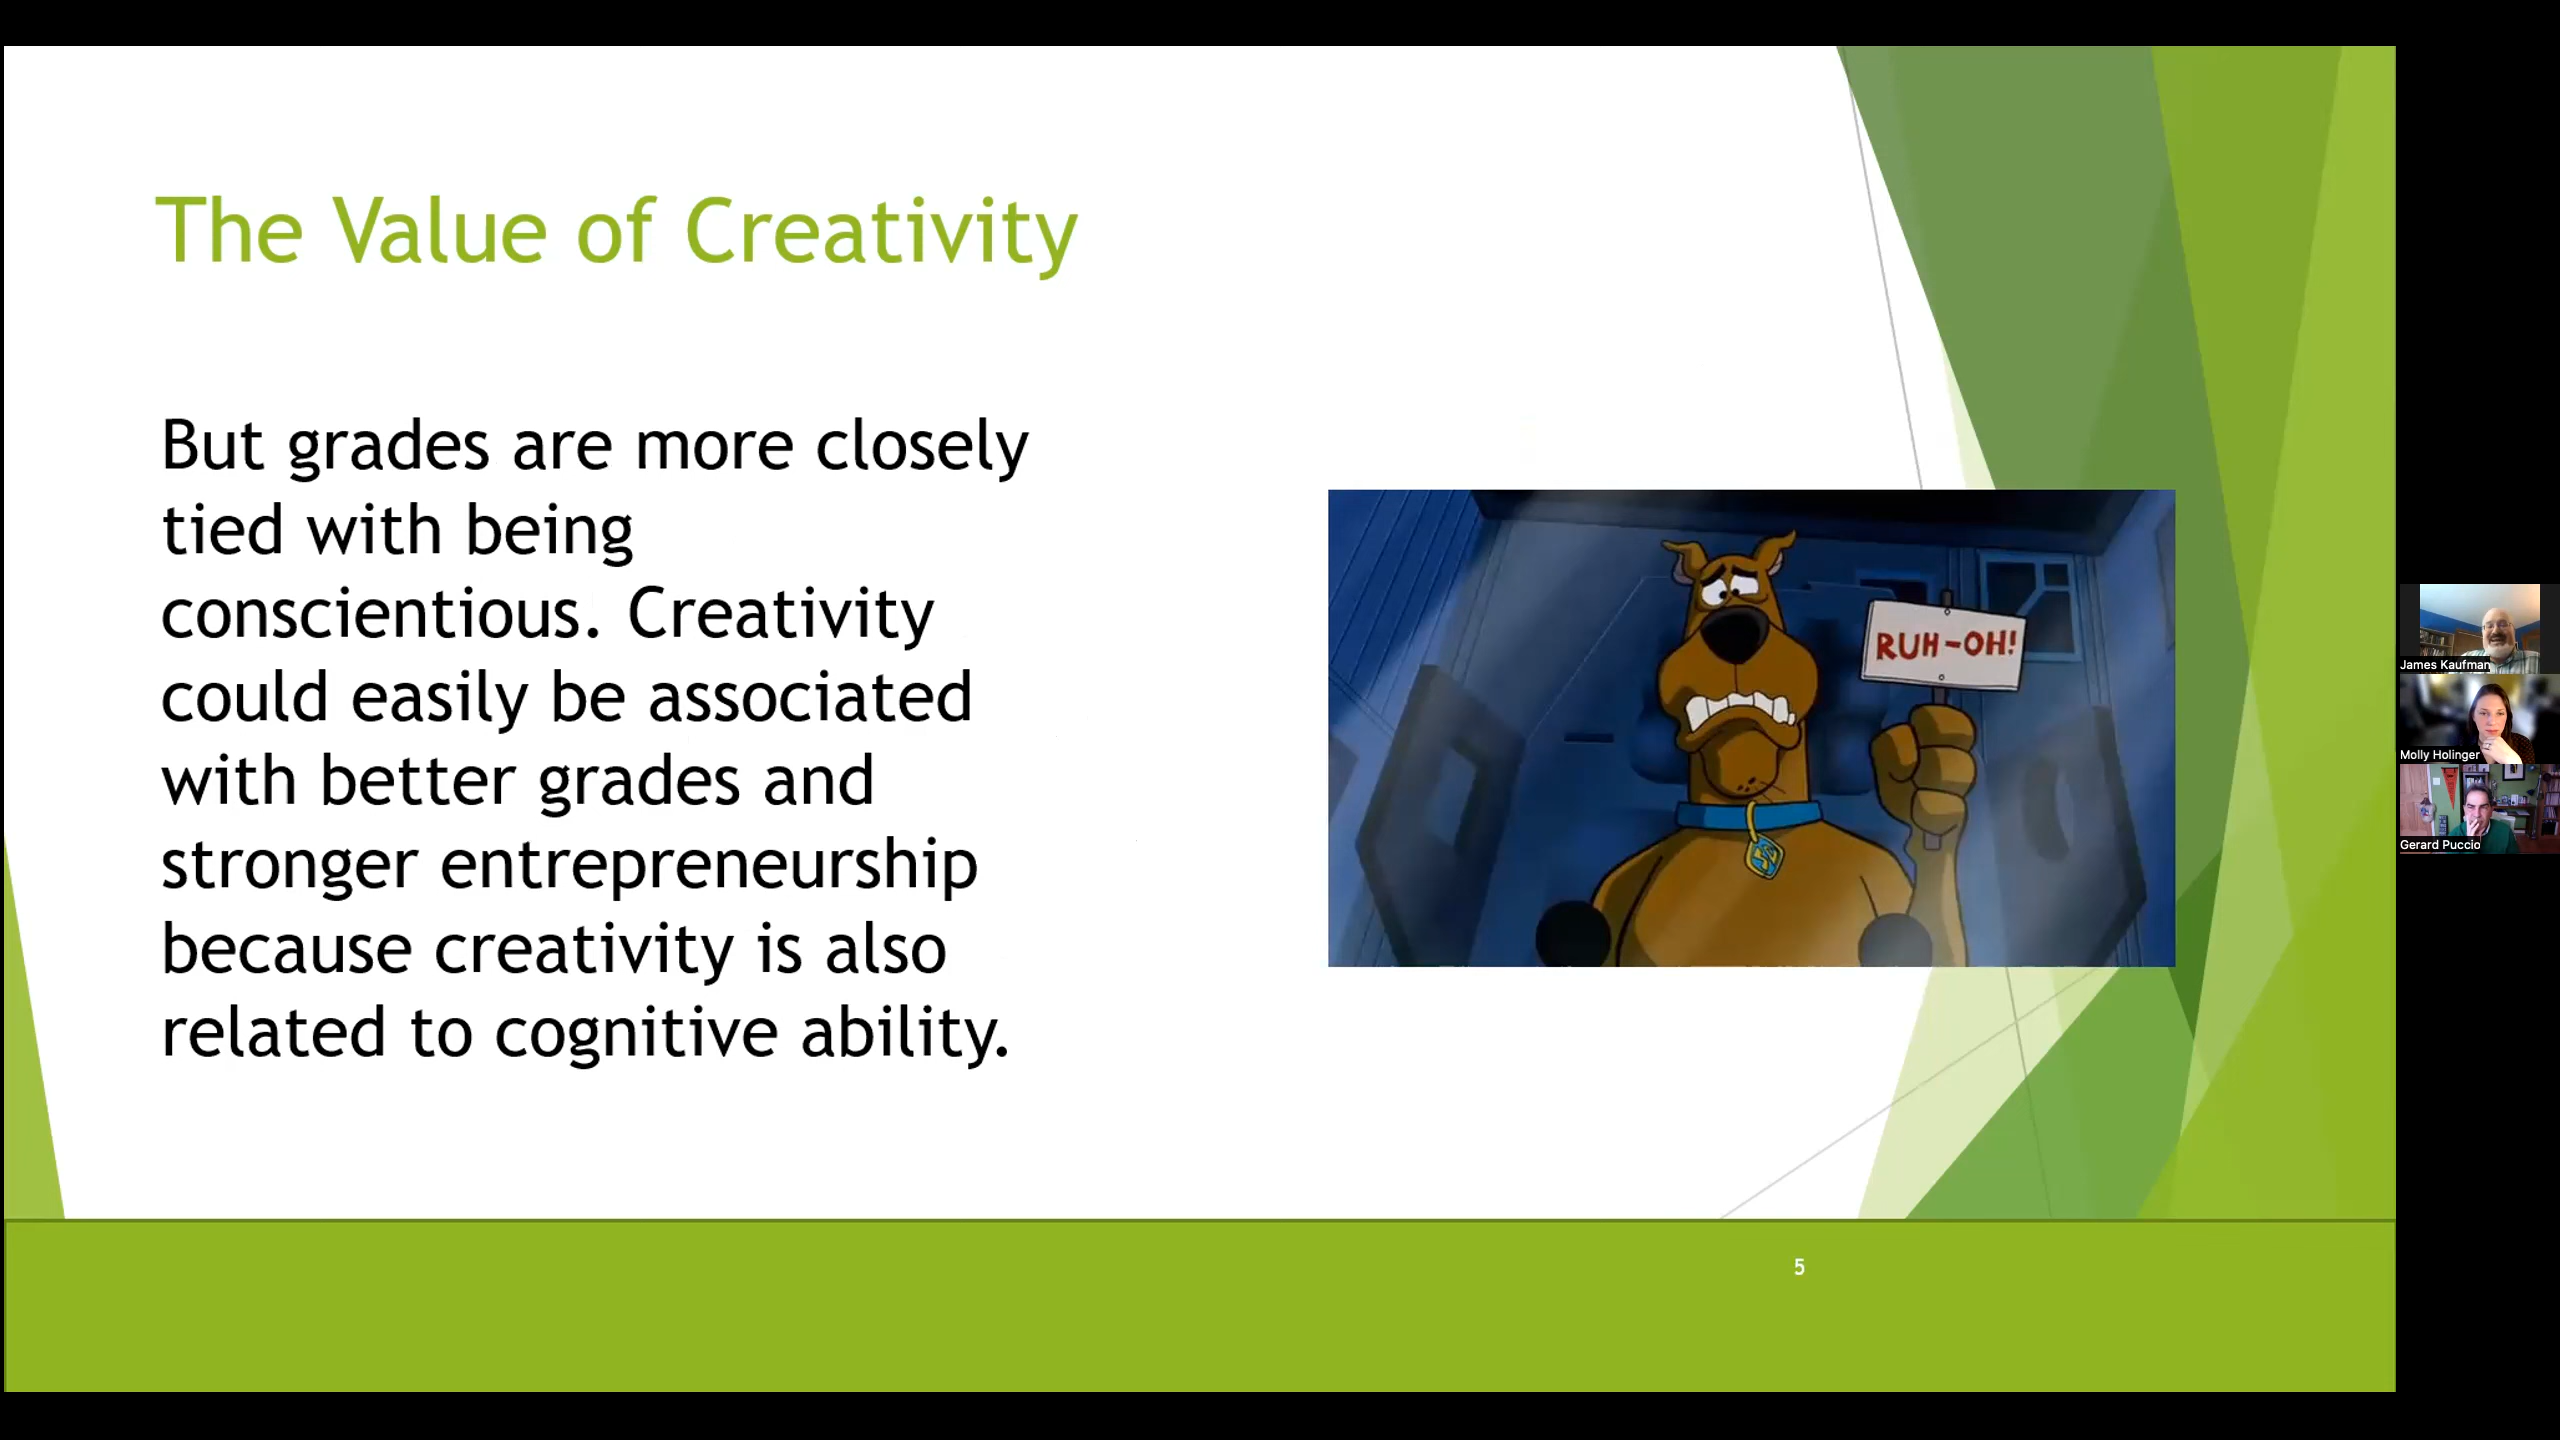 The Value of Creativity
But grades are more closely
tied with being
conscientious. Creativity
could easily be associated
with better grades and
stronger entrepreneurship
because creativity is also
related to cognitive ability.
RUH-OH!
5
James Kaufman
Molly Holinger
Gerard Puccio